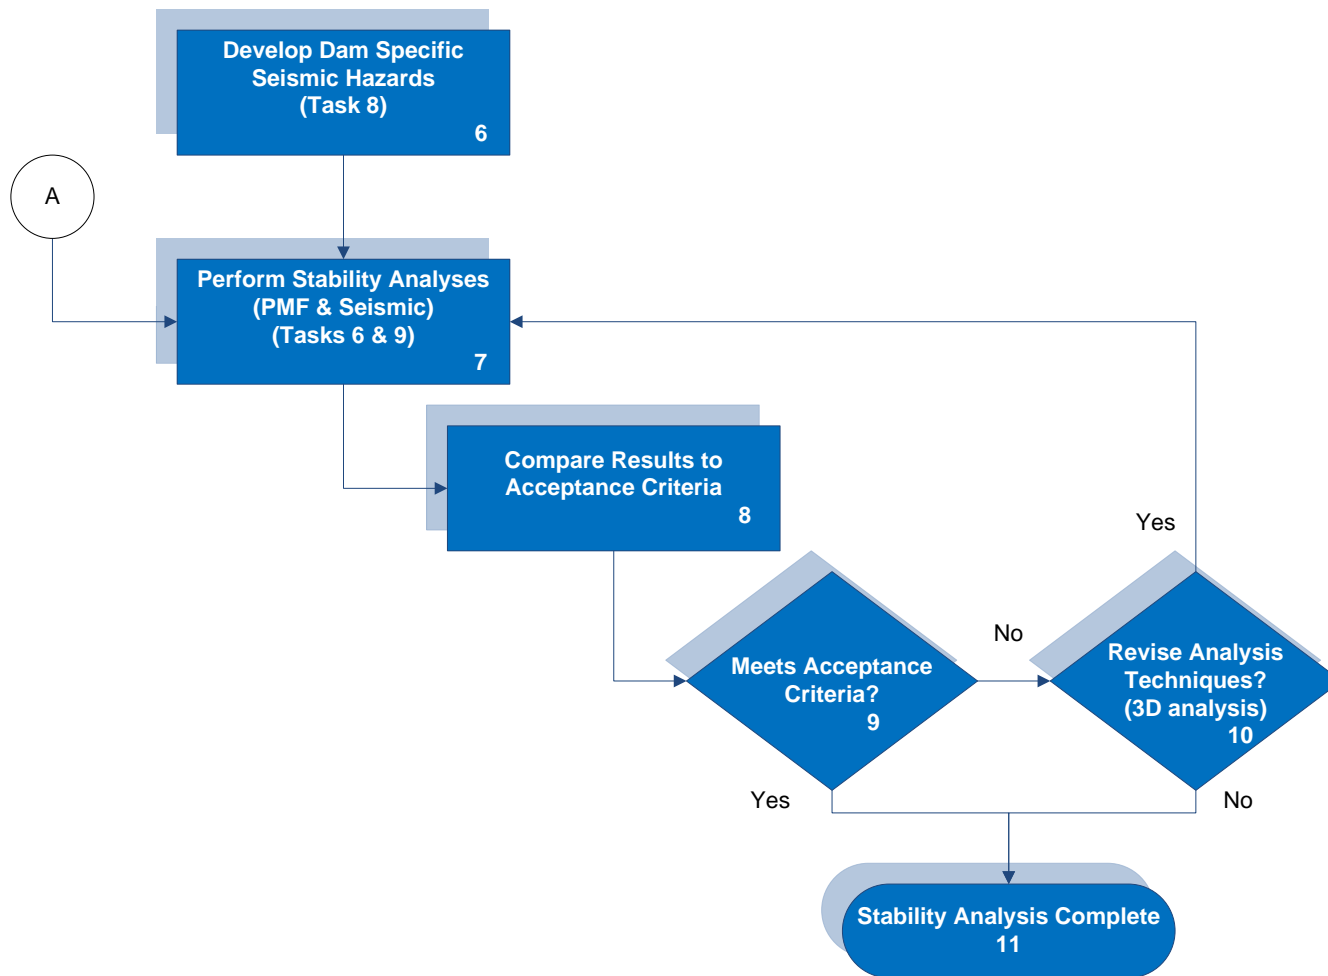 Develop Dam Specific
Seismic Hazards
(Task 8)
6
A
Perform Stability Analyses
(PMF & Seismic)
(Tasks 6 & 9)
7
Compare Results to
Acceptance Criteria
8
Yes
No
Meets Acceptance
Criteria?
9
Revise Analysis
Techniques?
(3D analysis)
10
Yes
No
Stability Analysis Complete
11